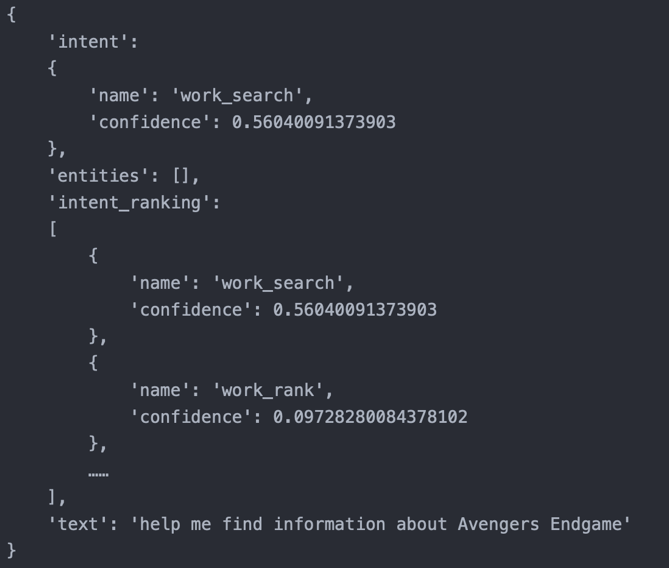 {
    'intent':
    {
        'name': 'work_search',
        'confidence': 0.56040091373903
    },
    'entities': [],
    'intent_ranking':
    [
        {
            'name': 'work_search',
            'confidence': 0.56040091373903
        },
        {
            'name': 'work_rank',
            'confidence': 0.09728280084378102
        },
        ……
    ],
    'text': 'help me find information about Avengers Endgame'
}